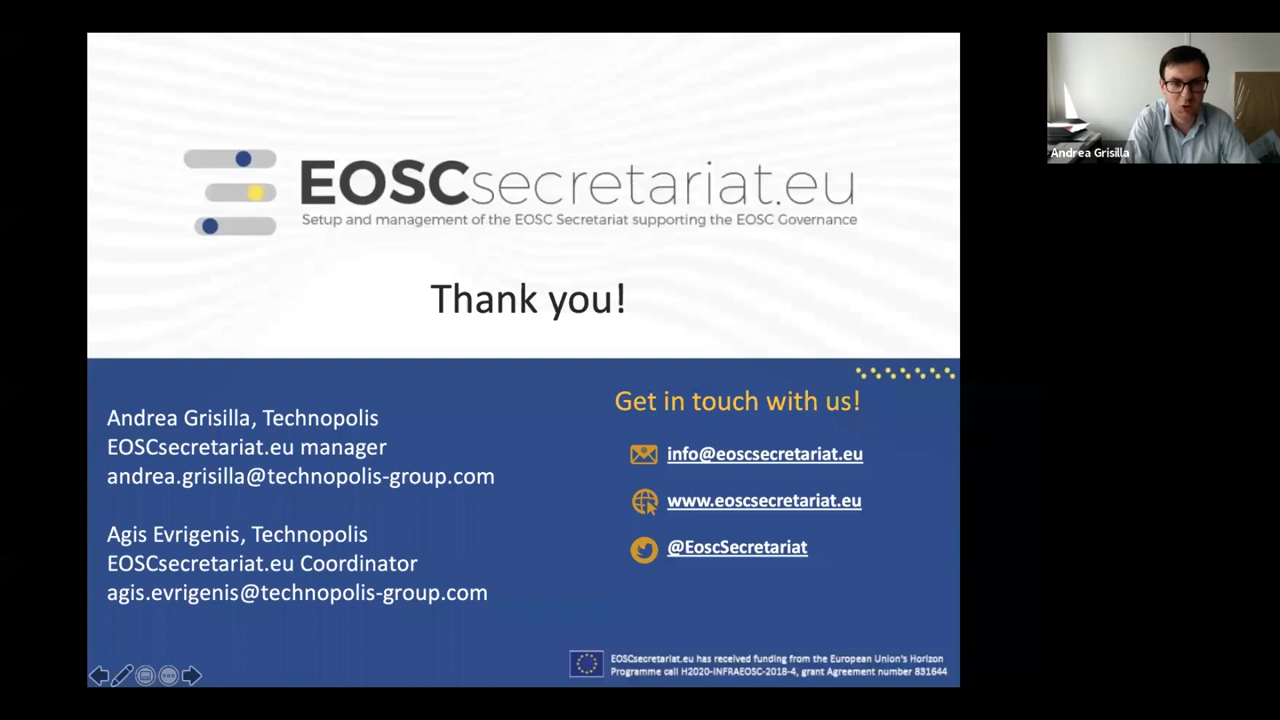 EOSCsecretariat.eu
Setup and management of the EOSC Secretariat supporting the EOSC Governance
Thank you!
Andrea Grisilla, Technopolis
EOSCsecretariat.eu manager
andrea.grisilla@technopolis-group.com
Agis Evrigenis, Technopolis
EOSCsecretariat.eu Coordinator
agis.evrigenis@technopolis-group.com
Get in touch with us!
info@eoscsecretariat.eu
www.eoscsecretariat.eu
@EoscSecretariat
EOSCsecretariat.eu has received funding from the European Union's Horizon
Programme call H2020-INFRAEOSC-2018-4, grant Agreement number 831644
Andrea Grisilla